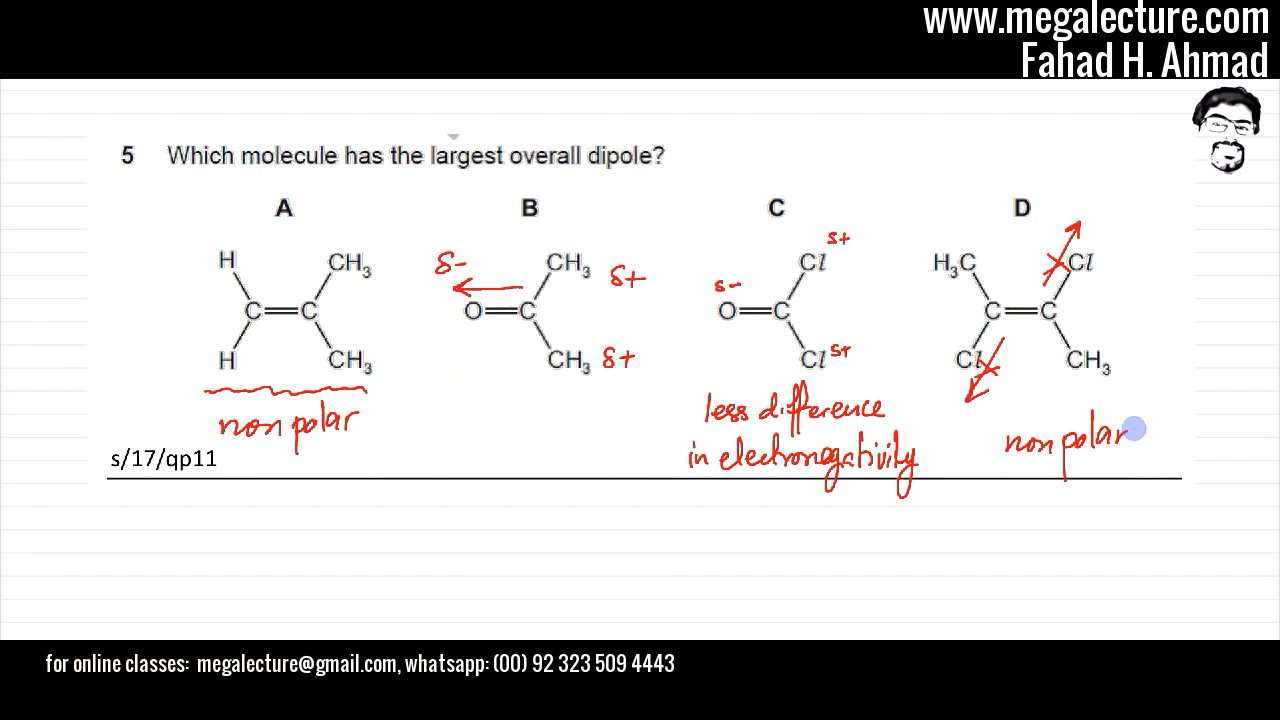 www.megalecture.com
Fahad H. Ahmad
5 Which molecule has the largest overall dipole?
A B C D
H CH₃ δ- CH₃ δ+ δ+ Cl H₃C Cl
C=C O=C δ- O=C C=C
H CH₃ CH₃ δ+ Cl δ+ Cl CH₃
non polar
less difference
in electronegativity
non polar
s/17/qp11
for online classes: megalecture@gmail.com, whatsapp: (00) 92 323 509 4443